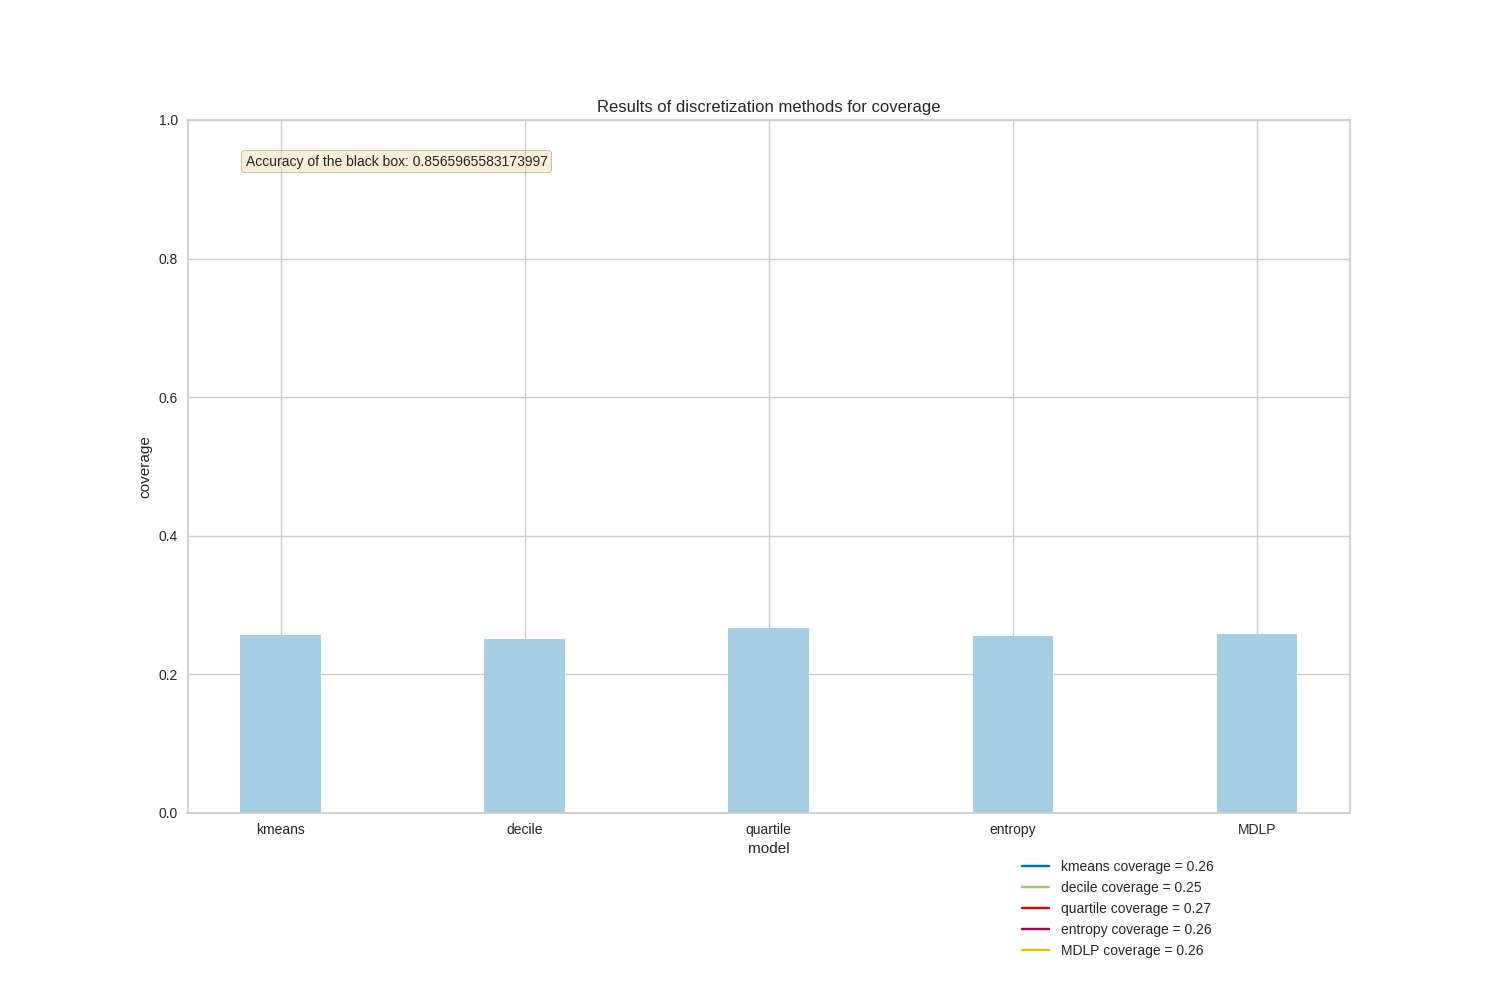 Results of discretization methods for coverage
1.0
Accuracy of the black box: 0.8565965583173997
0.8
0.6
coverage
0.4
0.2
0.0
kmeans decile quartile entropy MDLP
model
kmeans coverage = 0.26
decile coverage = 0.25
quartile coverage = 0.27
entropy coverage = 0.26
MDLP coverage = 0.26